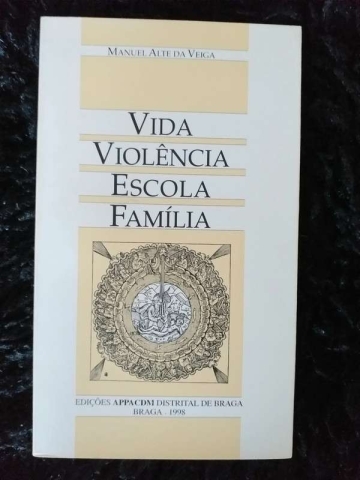 MANUEL ALTE DA VEIGA
VIDA
VIOLÊNCIA
ESCOLA
FAMÍLIA
EDIÇÕES APPACDM DISTRITAL DE BRAGA
BRAGA - 1998